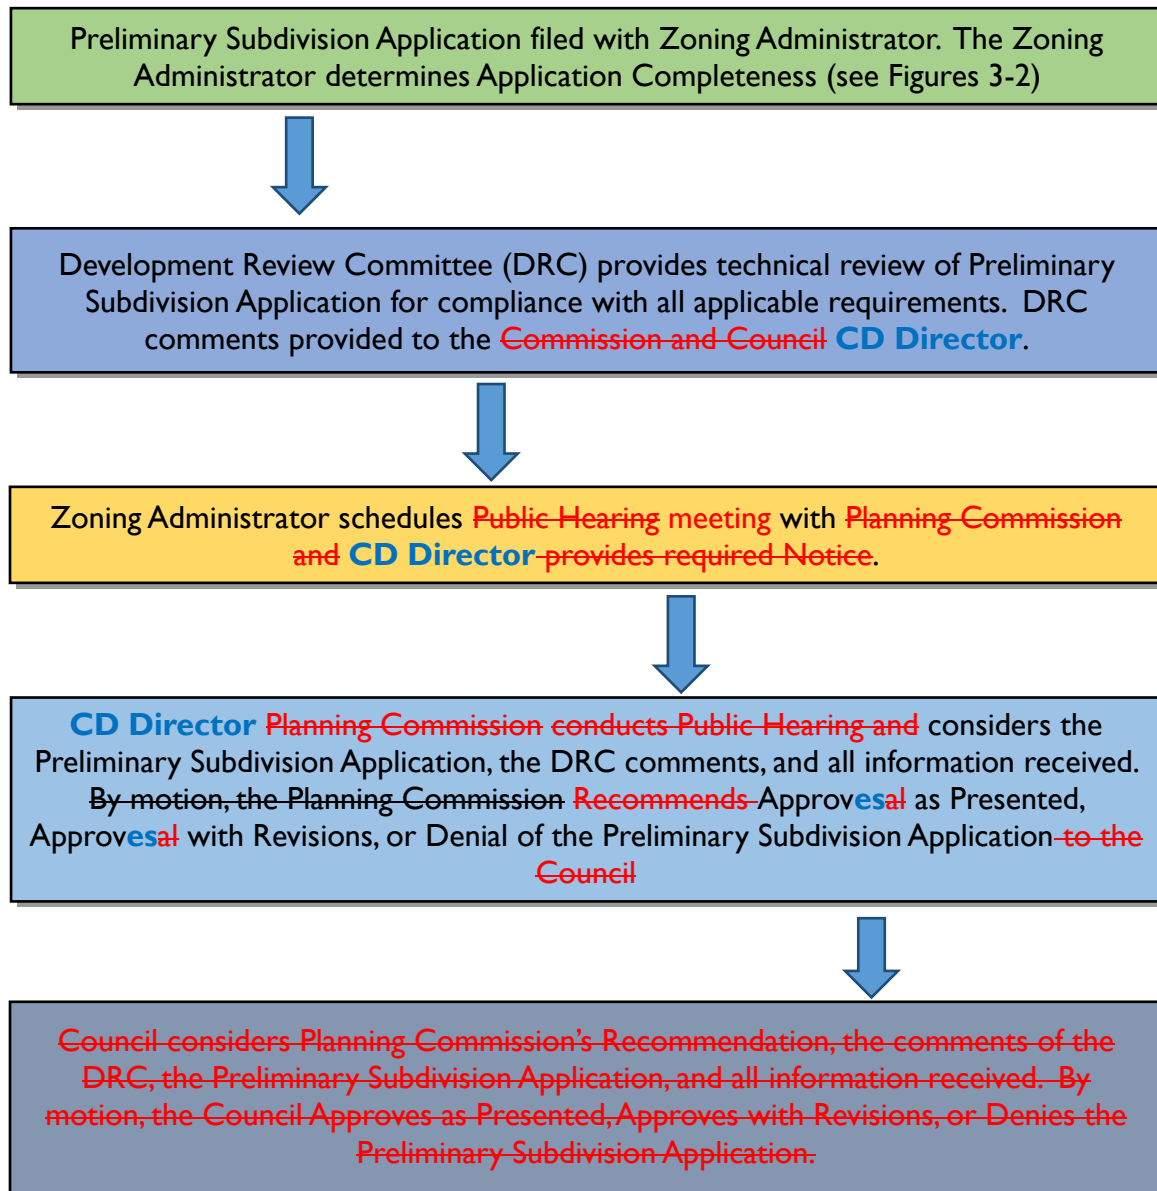 Preliminary Subdivision Application filed with Zoning Administrator. The Zoning
Administrator determines Application Completeness (see Figures 3-2)
Development Review Committee (DRC) provides technical review of Preliminary
Subdivision Application for compliance with all applicable requirements. DRC
comments provided to the Commission and Council CD Director.
Zoning Administrator schedules Public Hearing meeting with Planning Commission
and CD Director provides required Notice.
CD Director Planning Commission conducts Public Hearing and considers the
Preliminary Subdivision Application, the DRC comments, and all information received.
By motion, the Planning Commission Recommends Approvesal as Presented,
Approvesal with Revisions, or Denial of the Preliminary Subdivision Application to the
Council
Council considers Planning Commission’s Recommendation, the comments of the
DRC, the Preliminary Subdivision Application, and all information received. By
motion, the Council Approves as Presented, Approves with Revisions, or Denies the
Preliminary Subdivision Application.